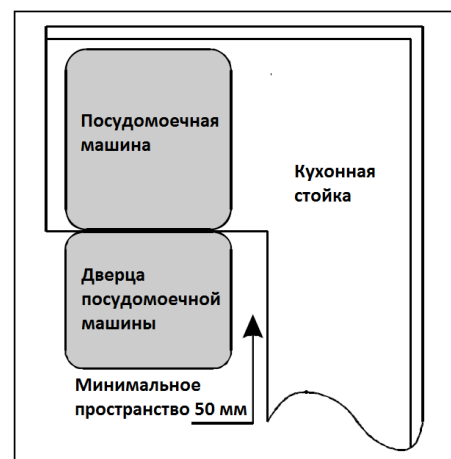 Посудомоечная
машина
Кухонная
стойка
Дверца
посудомоечной
машины
Минимальное
пространство 50 мм